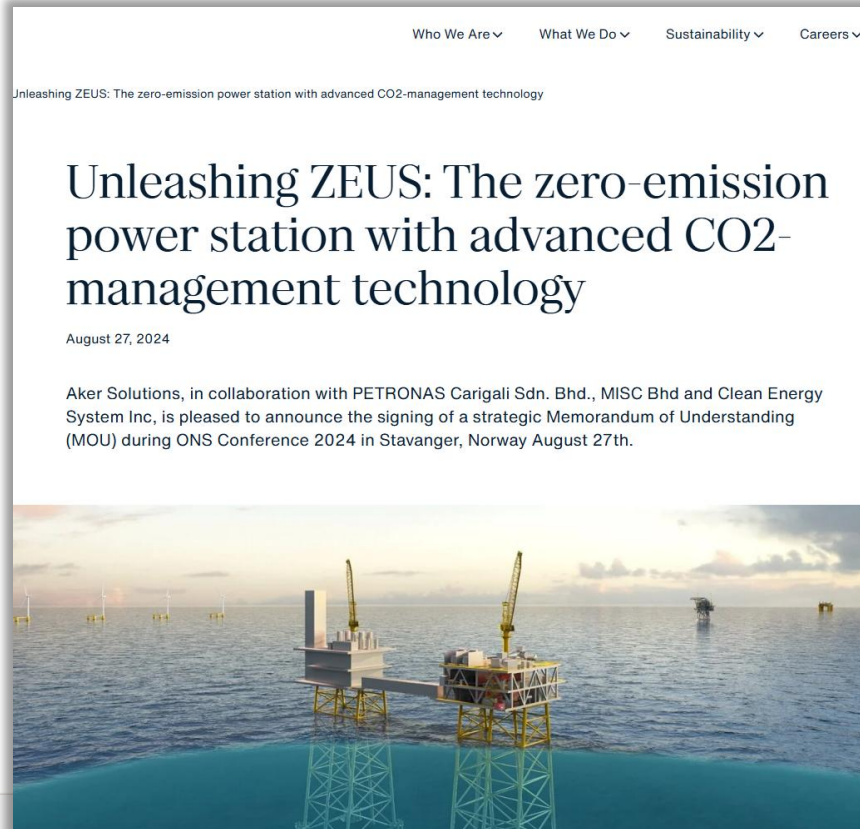 Who We Are
What We Do
Sustainability
Careers
Unleashing ZEUS: The zero-emission power station with advanced CO2-management technology
Unleashing ZEUS: The zero-emission
power station with advanced CO2-
management technology
August 27, 2024
Aker Solutions, in collaboration with PETRONAS Carigali Sdn. Bhd., MISC Bhd and Clean Energy
System Inc, is pleased to announce the signing of a strategic Memorandum of Understanding
(MOU) during ONS Conference 2024 in Stavanger, Norway August 27th.